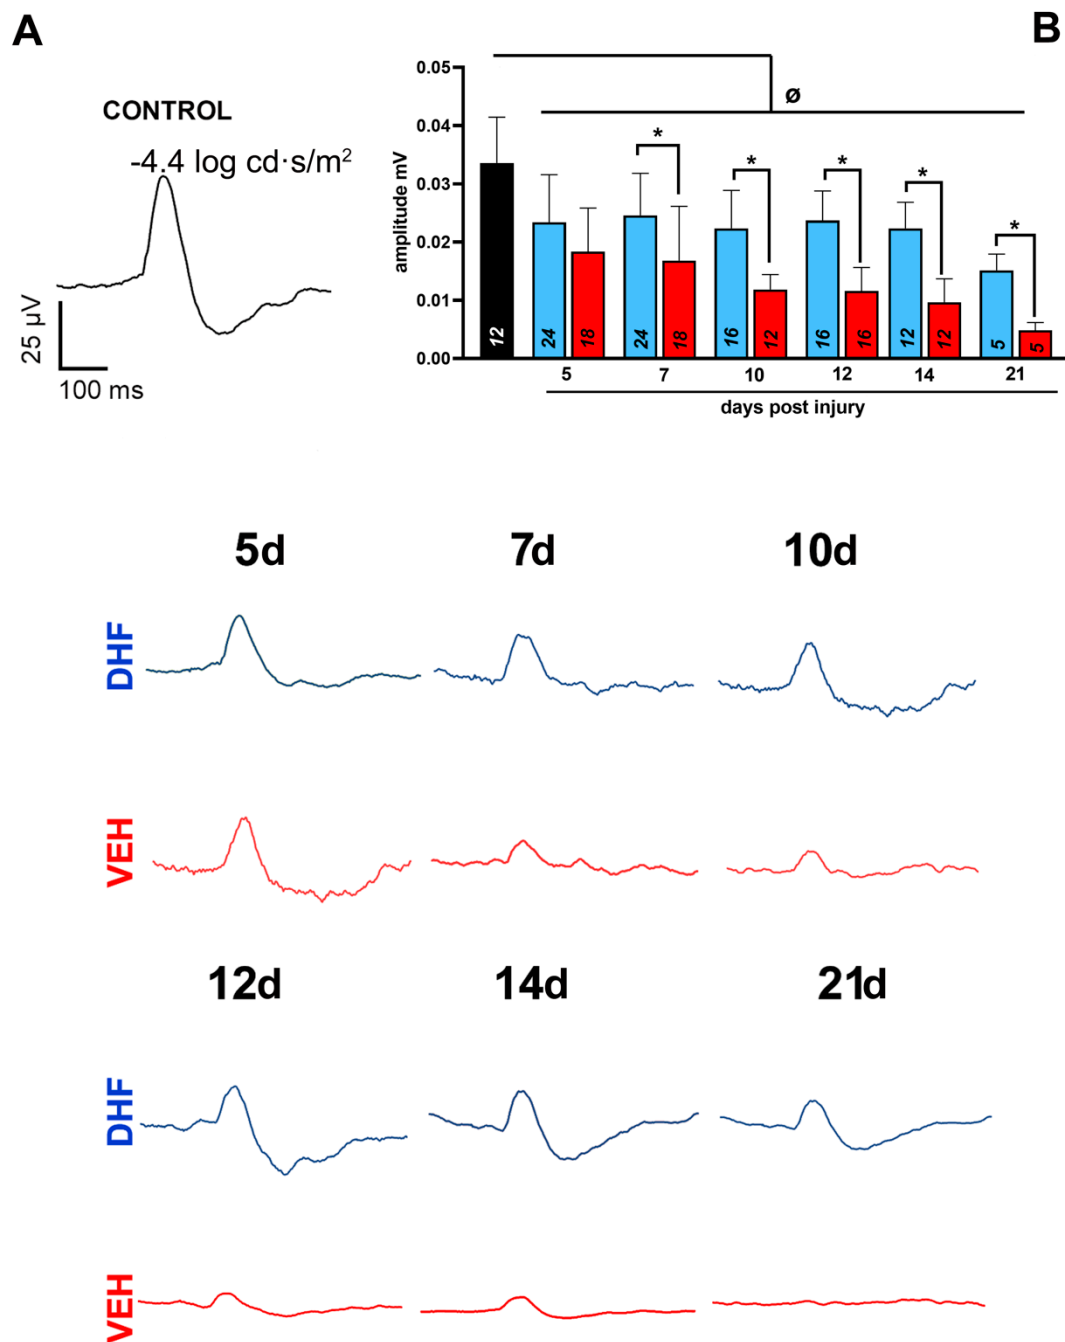 A
B
CONTROL
-4.4 log cd·s/m²
25 µV
100 ms
amplitude mV
0.05
0.04
0.03
0.02
0.01
0.00
ø
* * * * *
12 24 18 24 18 16 12 16 16 12 12 5 5
5 7 10 12 14 21
days post injury
5d 7d 10d
DHF
VEH
12d 14d 21d
DHF
VEH